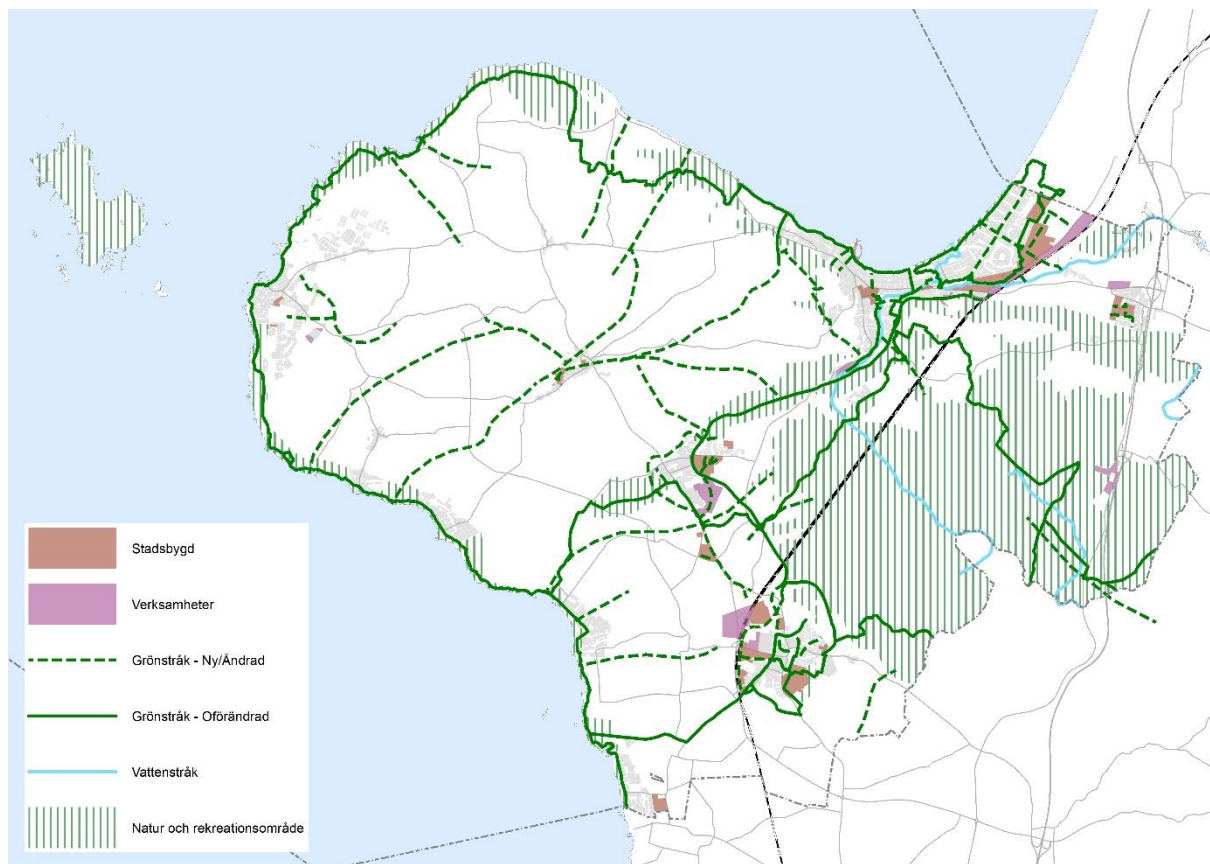 Stadsbygd
Verksamheter
Grönstråk - Ny/Ändrad
Grönstråk - Oförändrad
Vattenstråk
Natur och rekreationsområde